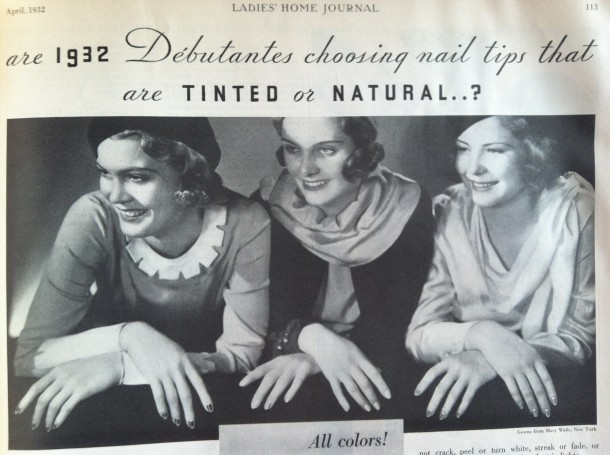 April, 1932
LADIES' HOME JOURNAL
113
are 1932 Débutantes choosing nail tips that
are TINTED or NATURAL..?
Gowns from Mary Walls, New York
All colors!
not crack, peel or turn white, streak or fade, or